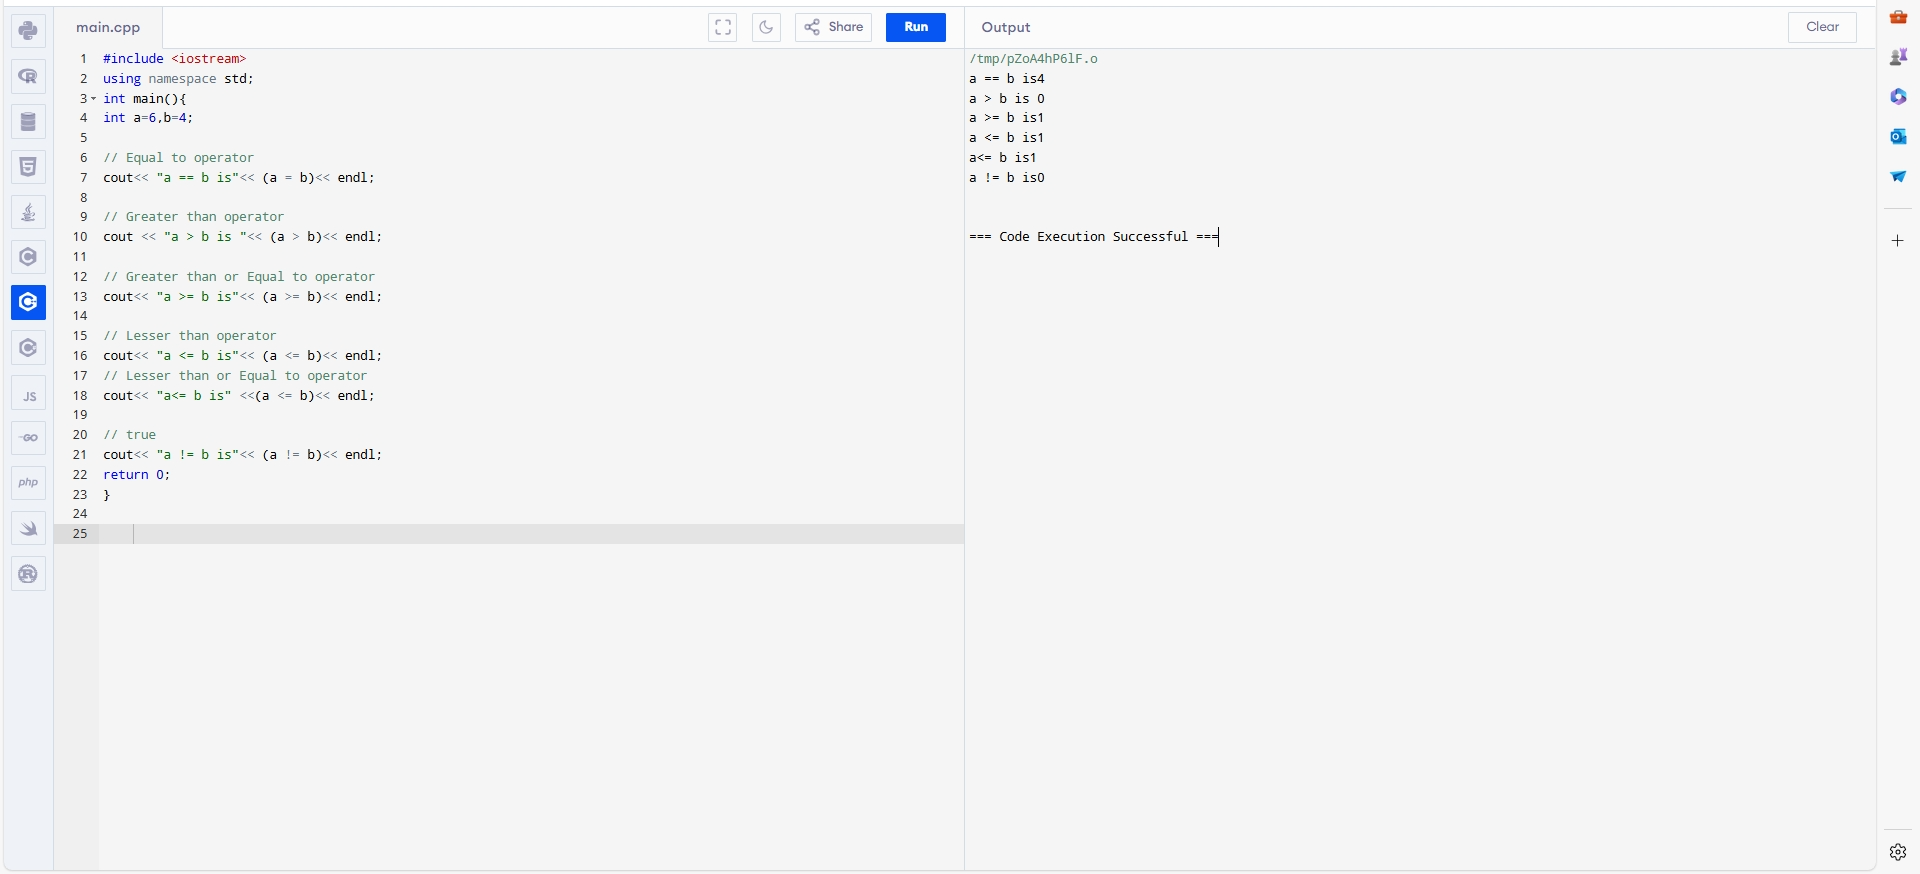 main.cpp
Share
Run
Output
Clear
1 #include <iostream>
2 using namespace std;
3 int main(){
4 int a=6,b=4;
5
6 // Equal to operator
7 cout<< "a == b is"<< (a = b)<< endl;
8
9 // Greater than operator
10 cout << "a > b is "<< (a > b)<< endl;
11
12 // Greater than or Equal to operator
13 cout<< "a >= b is"<< (a >= b)<< endl;
14
15 // Lesser than operator
16 cout<< "a <= b is"<< (a <= b)<< endl;
17 // Lesser than or Equal to operator
18 cout<< "a<= b is" <<(a <= b)<< endl;
19
20 // true
21 cout<< "a != b is"<< (a != b)<< endl;
22 return 0;
23 }
24
25
/tmp/pZoA4hP6lF.o
a == b is4
a > b is 0
a >= b is1
a <= b is1
a<= b is1
a != b is0
=== Code Execution Successful ===
R
5
C
C
C
JS
GO
php
R